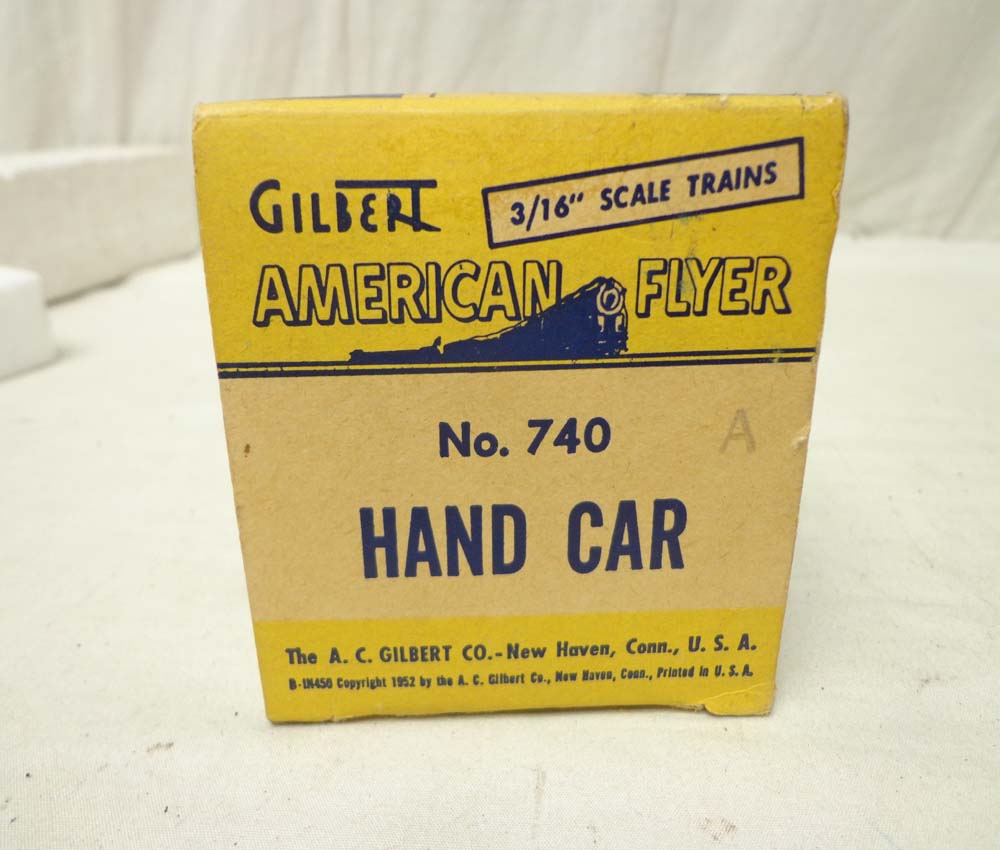 GILBERT
3/16" SCALE TRAINS
AMERICAN FLYER
No. 740
A
HAND CAR
The A. C. GILBERT CO.-New Haven, Conn., U. S. A.
B-1N450 Copyright 1952 by the A. C. Gilbert Co., New Haven, Conn., Printed in U. S. A.